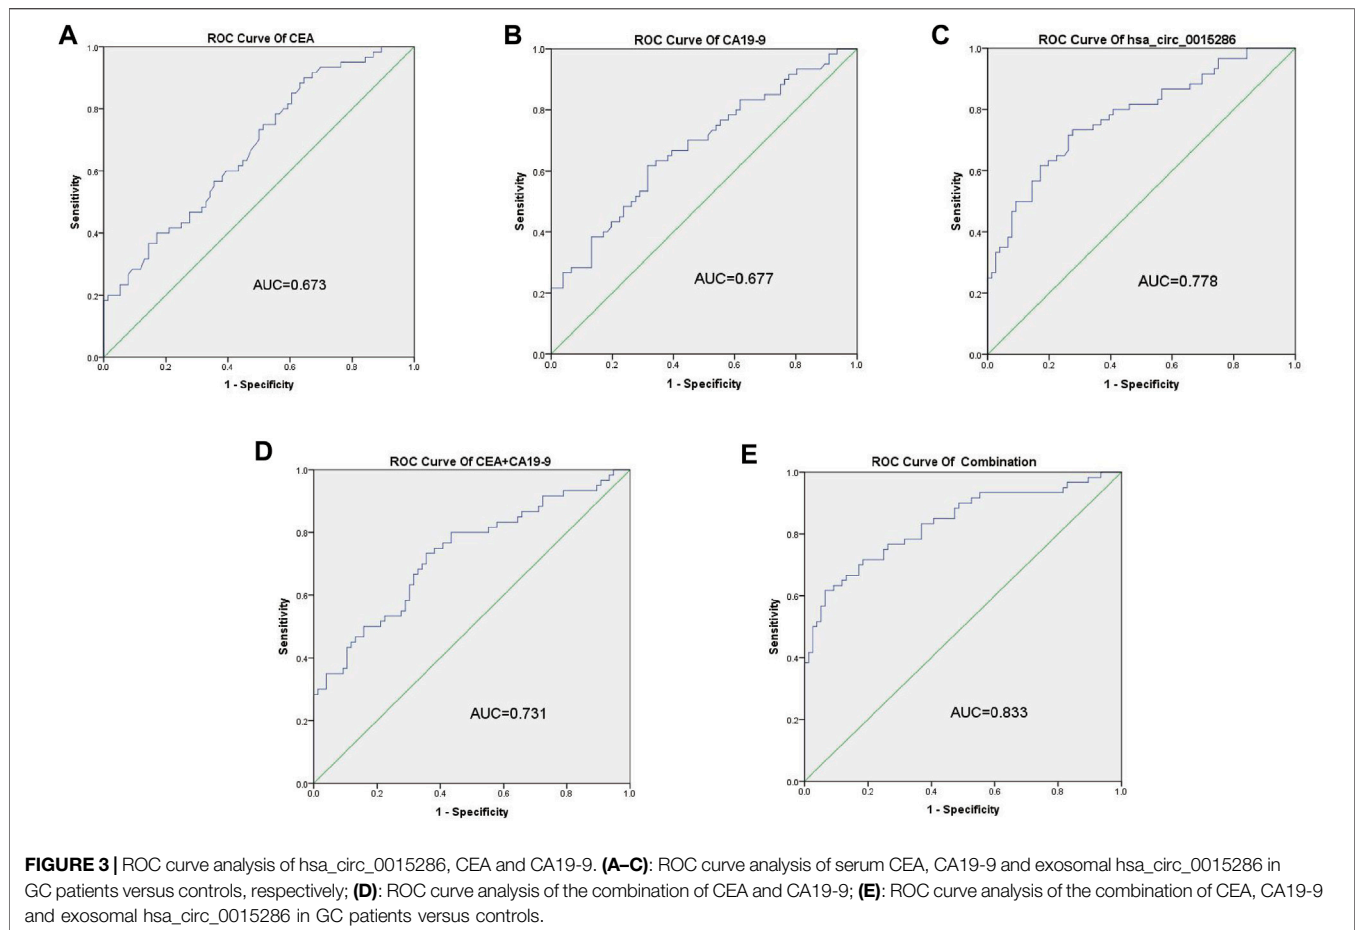 A
ROC Curve Of CEA
1.0
0.8
0.6
0.4
0.2
0.0
Sensitivity
AUC=0.673
0.0 0.2 0.4 0.6 0.8 1.0
1 - Specificity
B
ROC Curve Of CA19-9
1.0
0.8
0.6
0.4
0.2
0.0
Sensitivity
AUC=0.677
0.0 0.2 0.4 0.6 0.8 1.0
1 - Specificity
C
ROC Curve Of hsa_circ_0015286
1.0
0.8
0.6
0.4
0.2
0.0
Sensitivity
AUC=0.778
0.0 0.2 0.4 0.6 0.8 1.0
1 - Specificity
D
ROC Curve Of CEA+CA19-9
1.0
0.8
0.6
0.4
0.2
0.0
Sensitivity
AUC=0.731
0.0 0.2 0.4 0.6 0.8 1.0
1 - Specificity
E
ROC Curve Of Combination
1.0
0.8
0.6
0.4
0.2
0.0
Sensitivity
AUC=0.833
0.0 0.2 0.4 0.6 0.8 1.0
1 - Specificity
FIGURE 3 | ROC curve analysis of hsa_circ_0015286, CEA and CA19-9. (A–C): ROC curve analysis of serum CEA, CA19-9 and exosomal hsa_circ_0015286 in
GC patients versus controls, respectively; (D): ROC curve analysis of the combination of CEA and CA19-9; (E): ROC curve analysis of the combination of CEA, CA19-9
and exosomal hsa_circ_0015286 in GC patients versus controls.